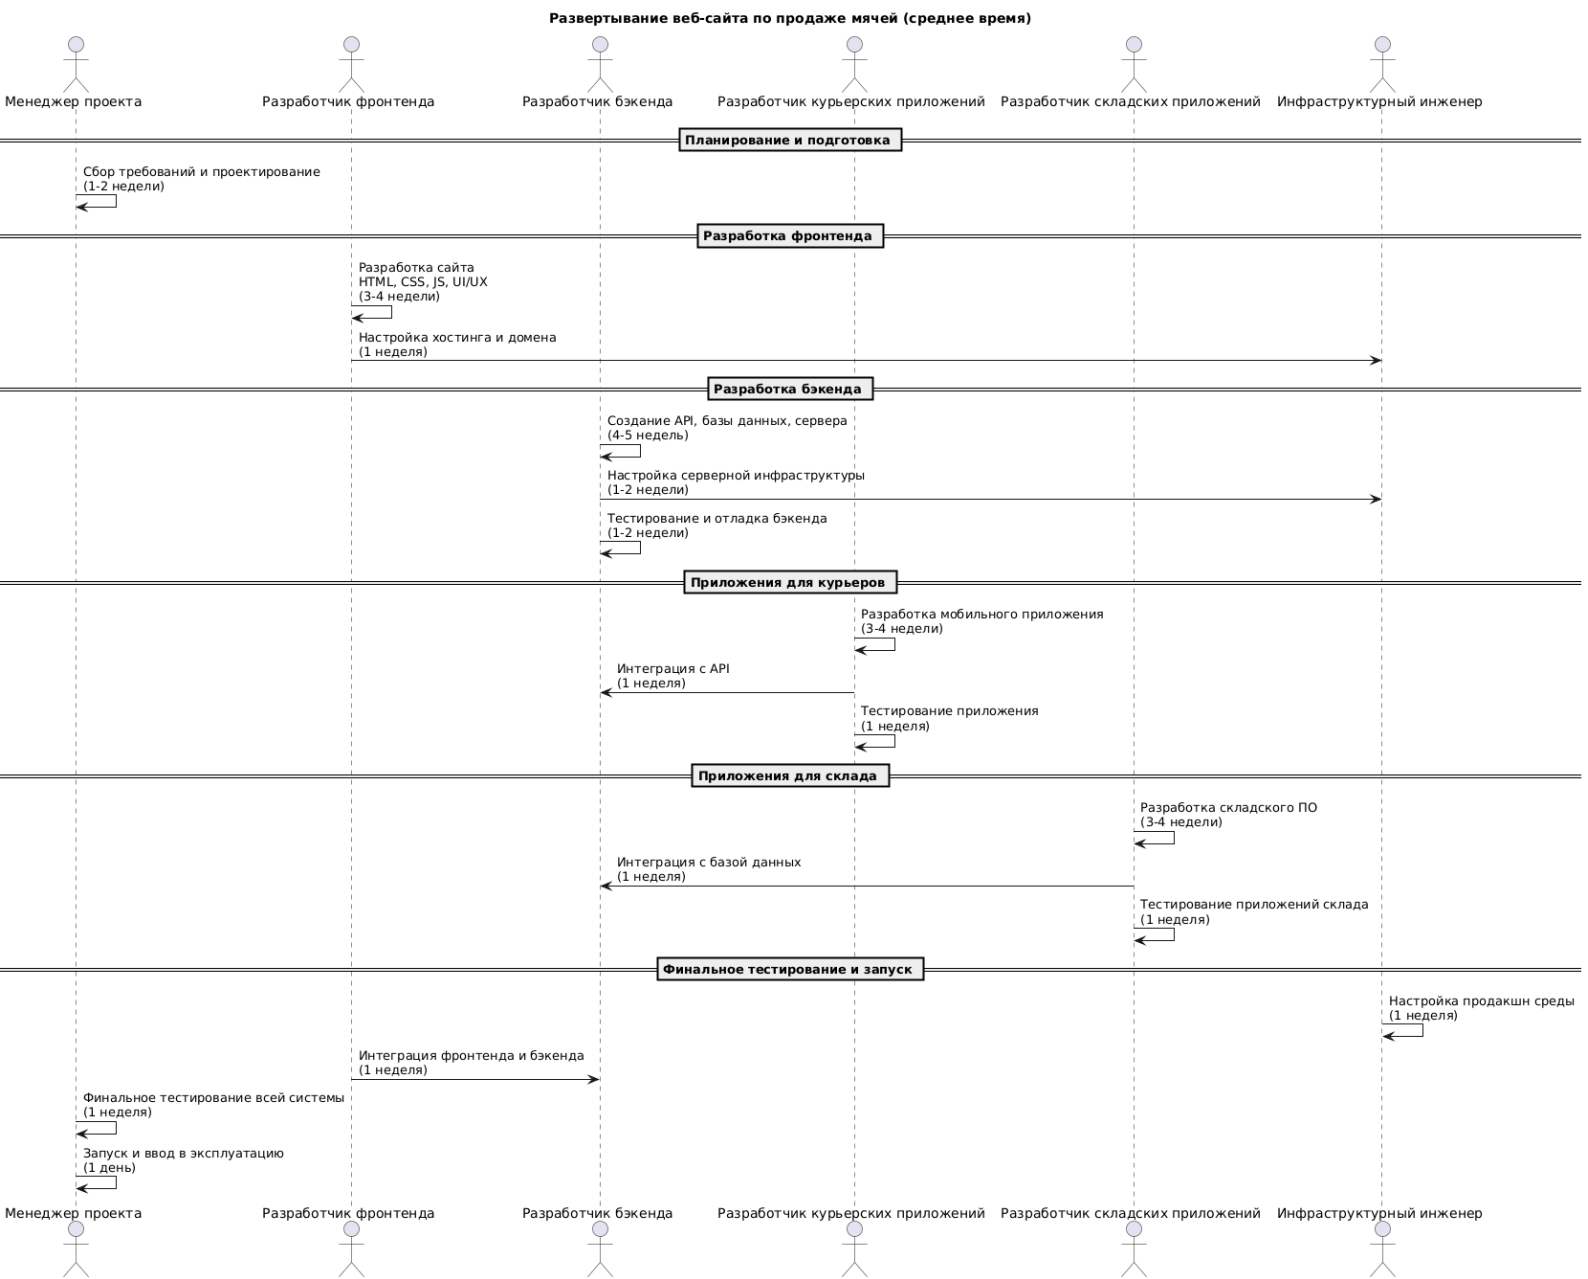 Развертывание веб-сайта по продаже мячей (среднее время)
Менеджер проекта
Разработчик фронтенда
Разработчик бэкенда
Разработчик курьерских приложений
Разработчик складских приложений
Инфраструктурный инженер
Планирование и подготовка
Сбор требований и проектирование
(1-2 недели)
Разработка фронтенда
Разработка сайта
HTML, CSS, JS, UI/UX
(3-4 недели)
Настройка хостинга и домена
(1 неделя)
Разработка бэкенда
Создание API, базы данных, сервера
(4-5 недель)
Настройка серверной инфраструктуры
(1-2 недели)
Тестирование и отладка бэкенда
(1-2 недели)
Приложения для курьеров
Разработка мобильного приложения
(3-4 недели)
Интеграция с API
(1 неделя)
Тестирование приложения
(1 неделя)
Приложения для склада
Разработка складского ПО
(3-4 недели)
Интеграция с базой данных
(1 неделя)
Тестирование приложений склада
(1 неделя)
Финальное тестирование и запуск
Настройка продакшн среды
(1 неделя)
Интеграция фронтенда и бэкенда
(1 неделя)
Финальное тестирование всей системы
(1 неделя)
Запуск и ввод в эксплуатацию
(1 день)
Менеджер проекта
Разработчик фронтенда
Разработчик бэкенда
Разработчик курьерских приложений
Разработчик складских приложений
Инфраструктурный инженер